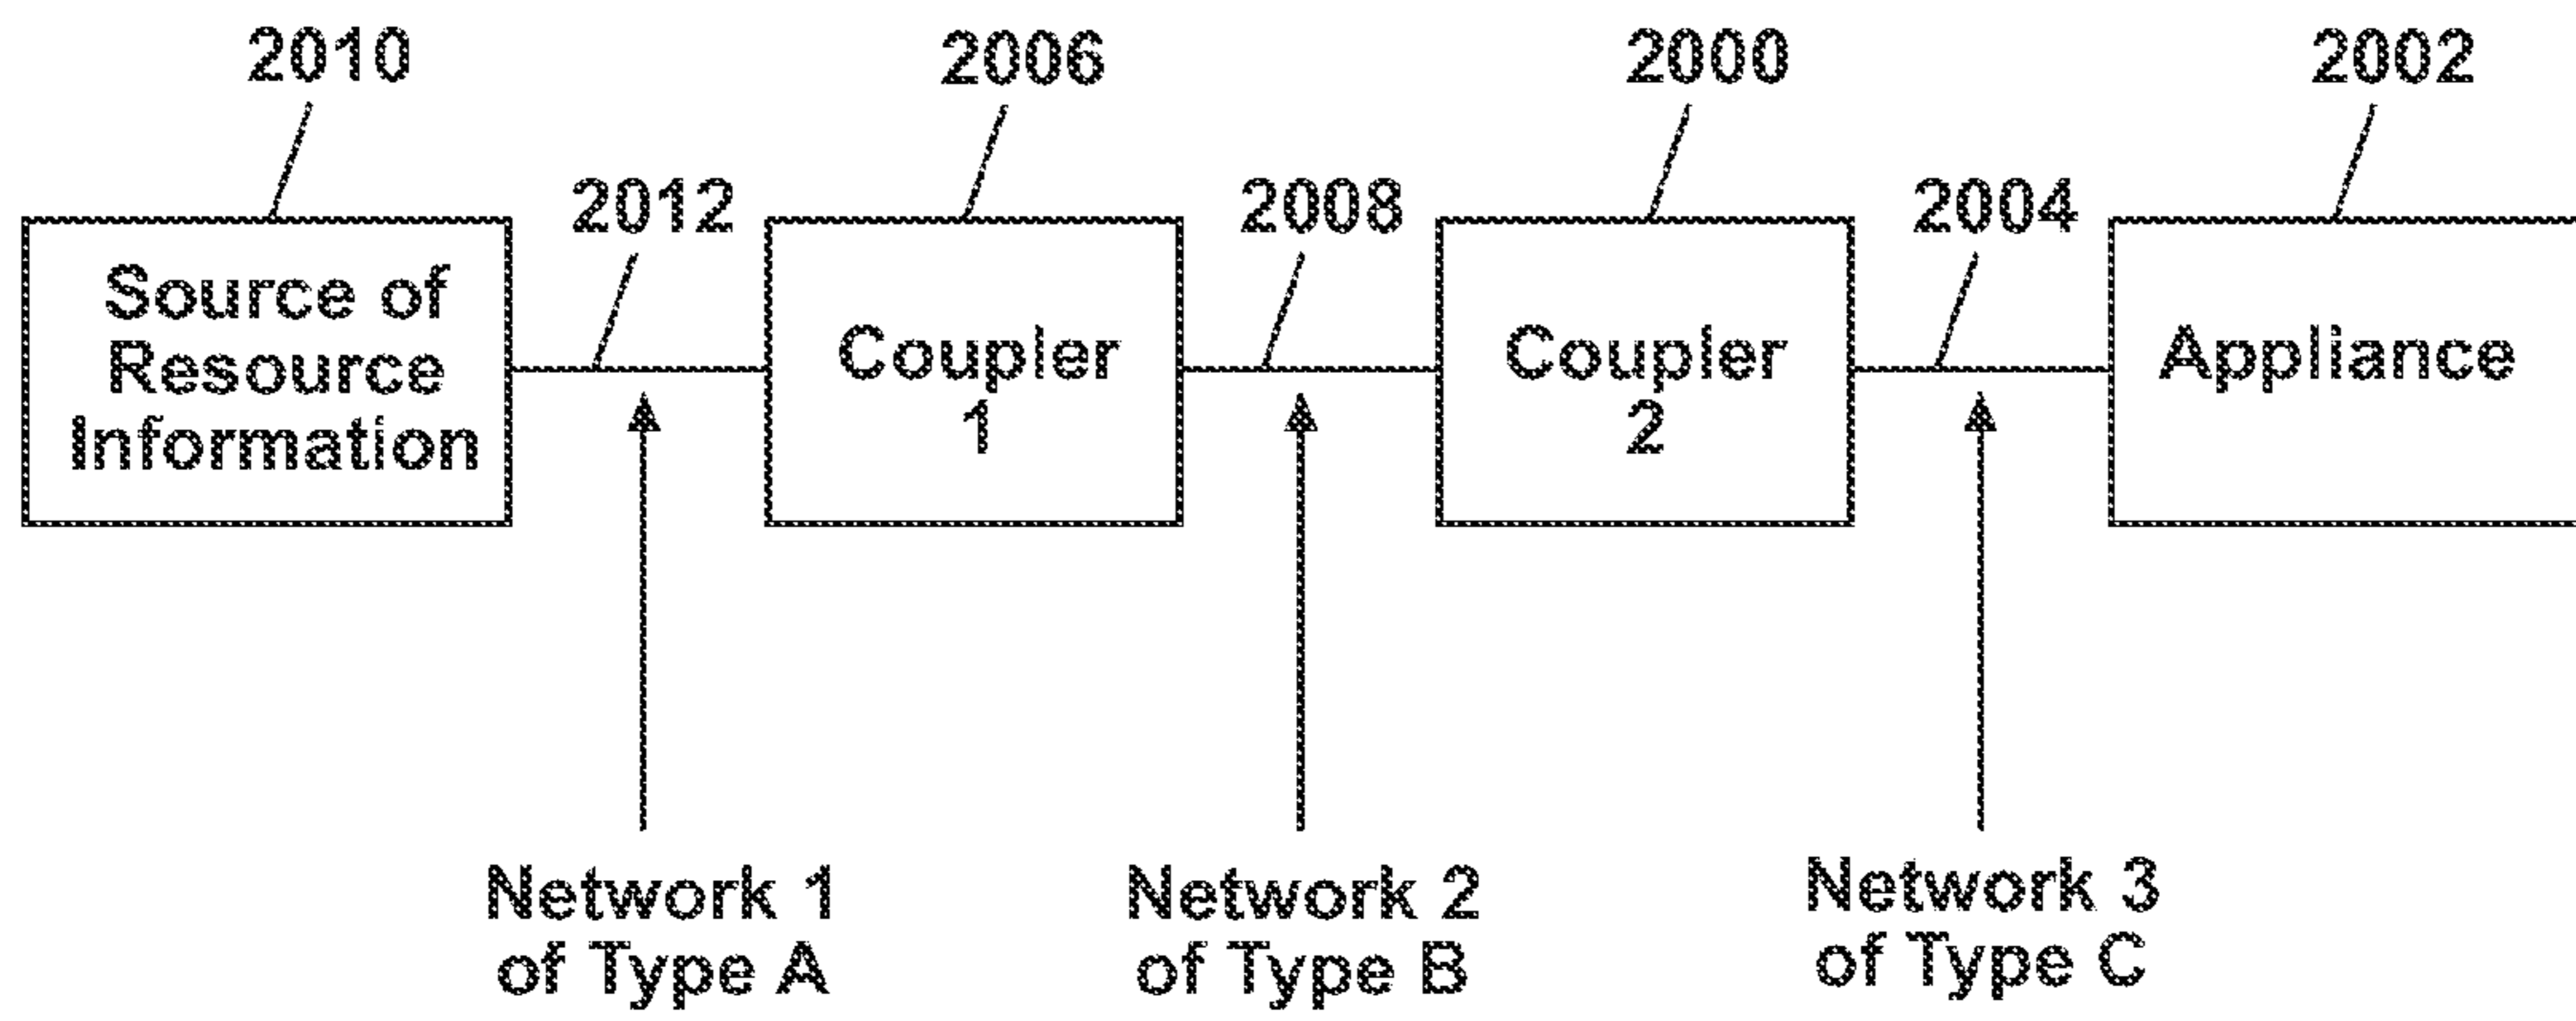 2010
2006
2000
2002
2012
2008
2004
Source of
Resource
Information
Coupler
1
Coupler
2
Appliance
Network 1
of Type A
Network 2
of Type B
Network 3
of Type C